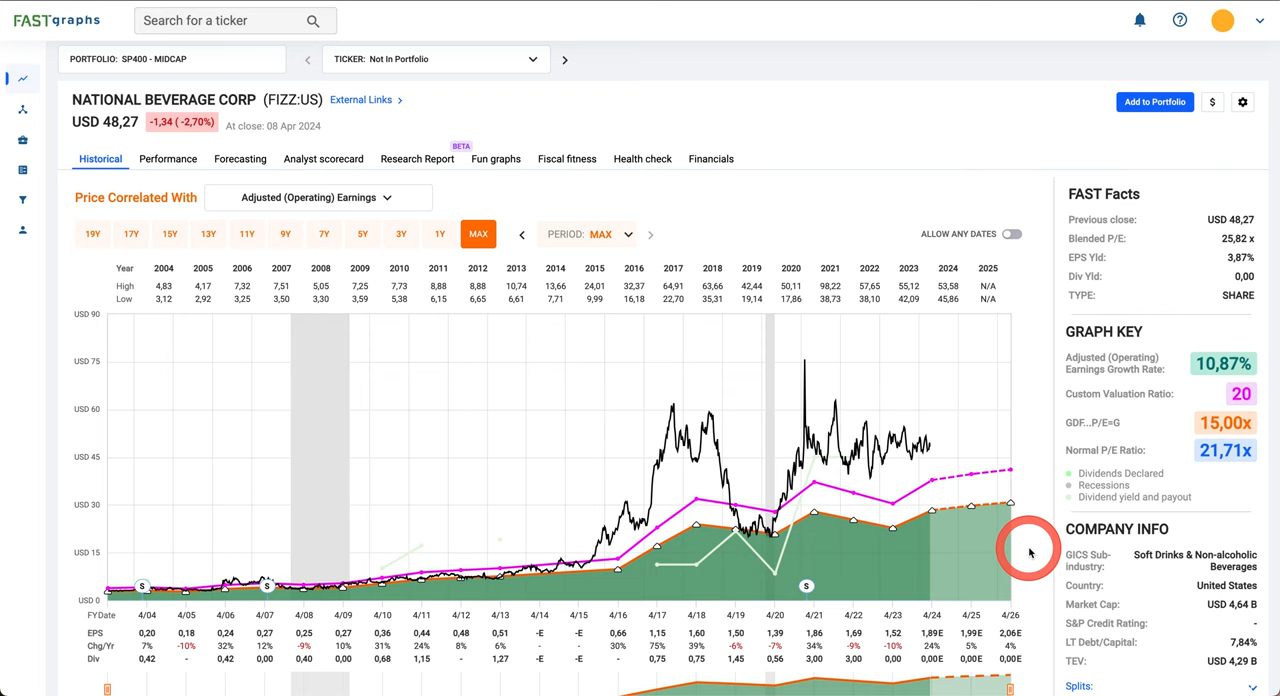 FAST graphs
Search for a ticker
PORTFOLIO: SP400 - MIDCAP
TICKER: Not In Portfolio
NATIONAL BEVERAGE CORP (FIZZ:US) External Links
USD 48,27 -1,34 ( -2,70%) At close: 08 Apr 2024
Add to Portfolio $
BETA
Historical Performance Forecasting Analyst scorecard Research Report Fun graphs Fiscal fitness Health check Financials
Price Correlated With Adjusted (Operating) Earnings
19Y 17Y 15Y 13Y 11Y 9Y 7Y 5Y 3Y 1Y MAX PERIOD: MAX ALLOW ANY DATES
Year 2004 2005 2006 2007 2008 2009 2010 2011 2012 2013 2014 2015 2016 2017 2018 2019 2020 2021 2022 2023 2024 2025
High 4,83 4,17 7,32 7,51 5,05 7,25 7,73 8,88 8,88 10,74 13,66 24,01 32,37 64,91 63,66 42,44 50,11 98,22 57,65 55,12 53,58 N/A
Low 3,12 2,92 3,25 3,50 3,30 3,59 5,38 6,15 6,65 6,61 7,71 9,99 16,18 22,70 35,31 19,14 17,86 38,73 38,10 42,09 45,86 N/A
USD 90
USD 75
USD 60
USD 45
USD 30
USD 15
USD 0
S S S
FYDate 4/04 4/05 4/06 4/07 4/08 4/09 4/10 4/11 4/12 4/13 4/14 4/15 4/16 4/17 4/18 4/19 4/20 4/21 4/22 4/23 4/24 4/25 4/26
EPS 0,20 0,18 0,24 0,27 0,25 0,27 0,36 0,44 0,48 0,51 -E -E 0,66 1,15 1,60 1,50 1,39 1,86 1,69 1,52 1,89E 1,99E 2,06E
Chg/Yr 7% -10% 32% 12% -9% 10% 31% 24% 8% 6% - - 30% 75% 39% -6% -7% 34% -9% -10% 24% 5% 4%
Div 0,42 - 0,42 0,00 0,40 0,00 0,68 1,15 - 1,27 -E -E - 0,75 0,75 1,45 0,56 3,00 3,00 0,00 0,00E 0,00E 0,00E
FAST Facts
Previous close: USD 48,27
Blended P/E: 25,82 x
EPS Yld: 3,87%
Div Yld: 0,00
TYPE: SHARE
GRAPH KEY
Adjusted (Operating)
Earnings Growth Rate: 10,87%
Custom Valuation Ratio: 20
GDF...P/E=G 15,00x
Normal P/E Ratio: 21,71x
Dividends Declared
Recessions
Dividend yield and payout
COMPANY INFO
GICS Sub-industry: Soft Drinks & Non-alcoholic Beverages
Country: United States
Market Cap: USD 4,64 B
S&P Credit Rating: -
LT Debt/Capital: 7,84%
TEV: USD 4,29 B
Splits: